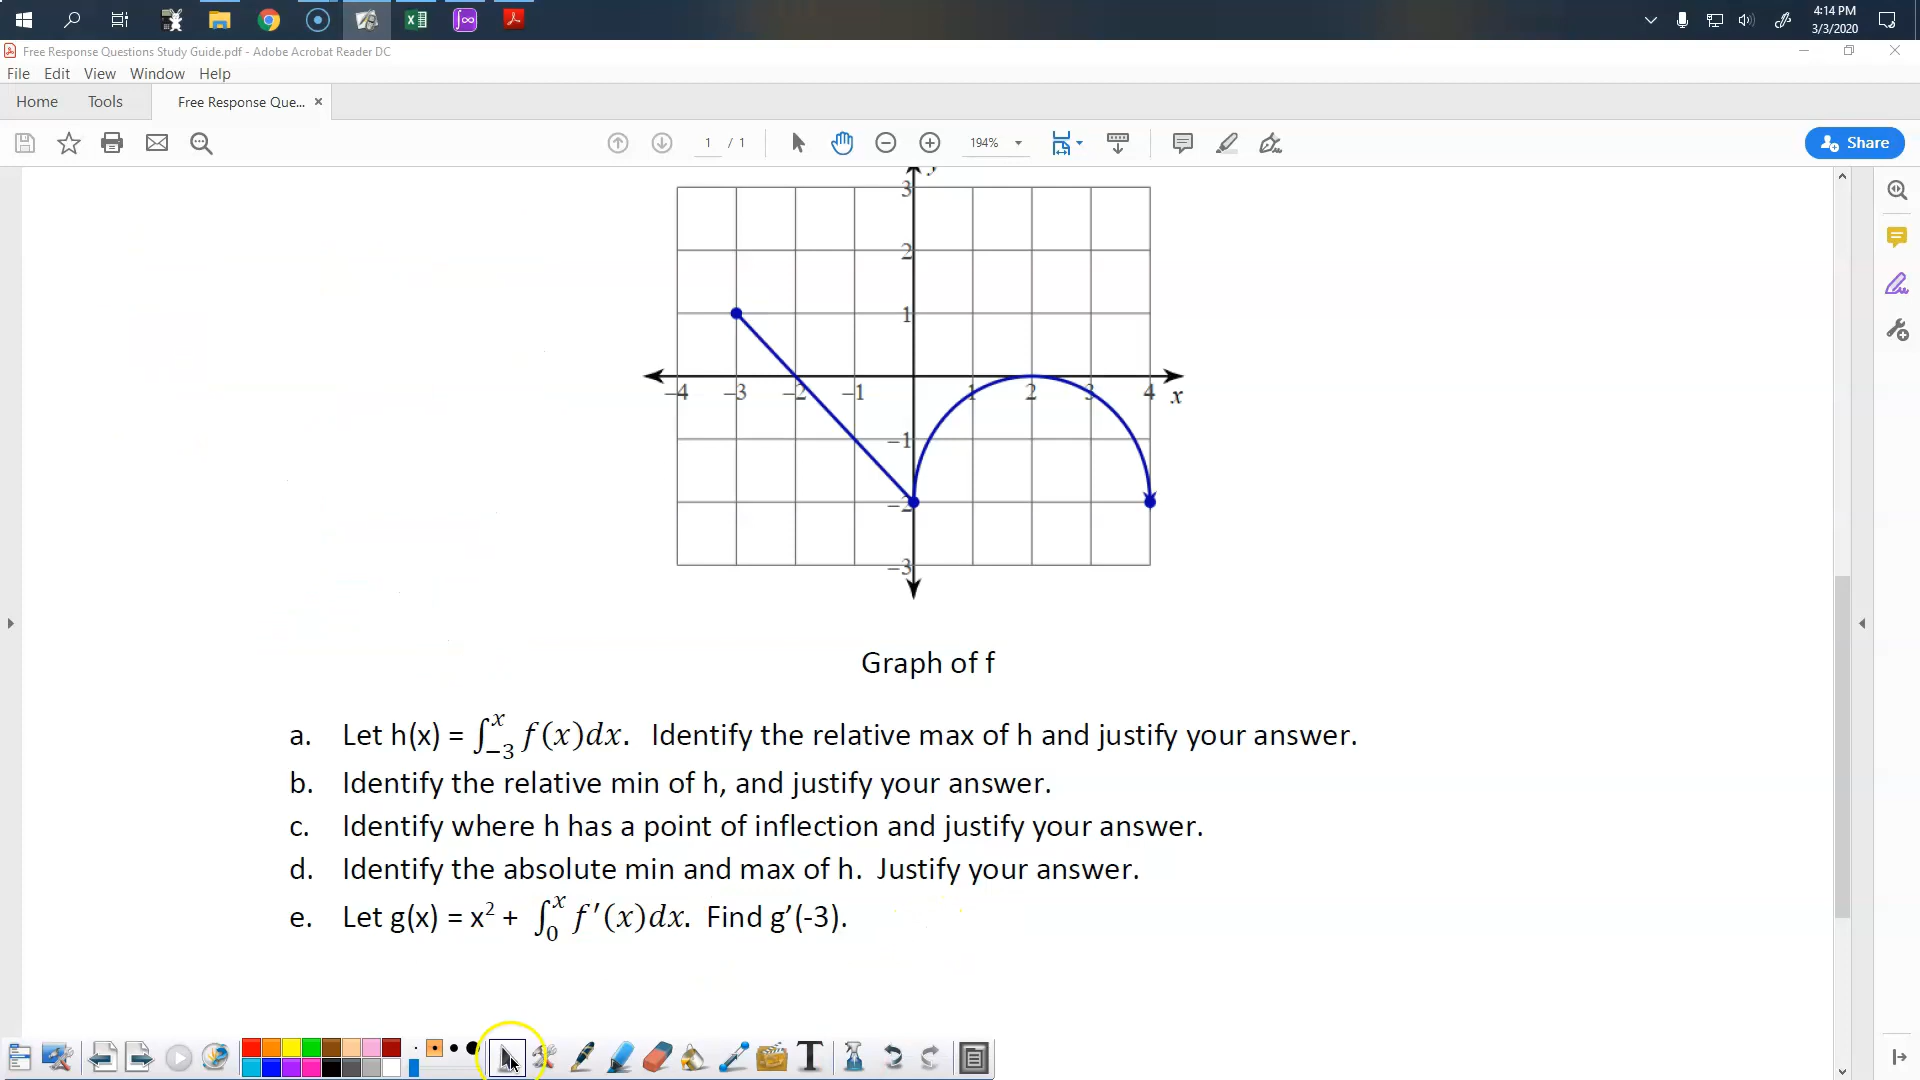 4:14 PM
3/3/2020
Free Response Questions Study Guide.pdf - Adobe Acrobat Reader DC
File Edit View Window Help
Home Tools Free Response Que... ×
1 / 1 194% Share
y
3
2
1
-4 -3 -2 -1 1 2 3 4 x
-1
-2
-3
Graph of f
a. Let h(x) = ∫₋₃ˣ f(x)dx. Identify the relative max of h and justify your answer.
b. Identify the relative min of h, and justify your answer.
c. Identify where h has a point of inflection and justify your answer.
d. Identify the absolute min and max of h. Justify your answer.
e. Let g(x) = x² + ∫₀ˣ f′(x)dx. Find g’(-3).
T